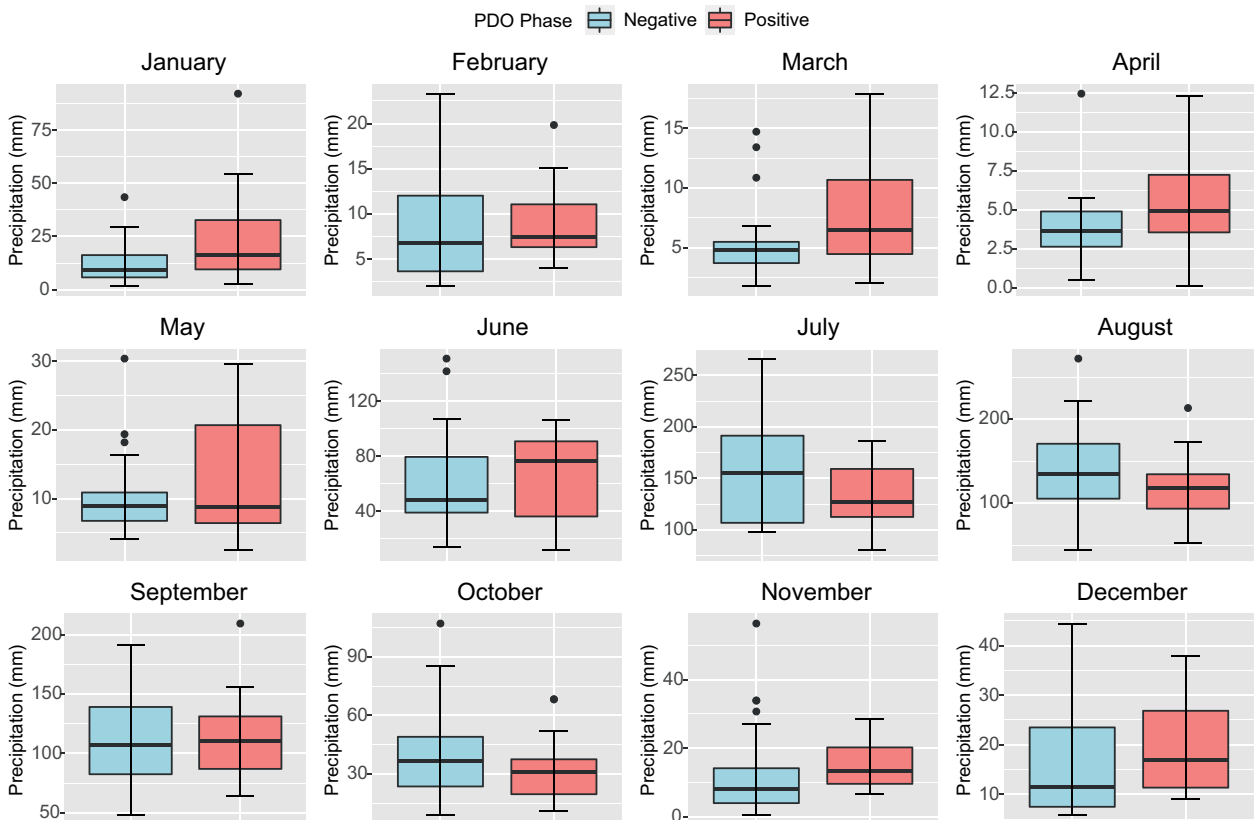 PDO Phase Negative Positive
January
Precipitation (mm)
75
50
25
0
February
Precipitation (mm)
20
15
10
5
March
Precipitation (mm)
15
10
5
April
Precipitation (mm)
12.5
12.0
7.5
5.0
2.5
0.0
May
Precipitation (mm)
30
20
10
June
Precipitation (mm)
120
80
40
July
Precipitation (mm)
250
200
150
100
August
Precipitation (mm)
200
100
September
Precipitation (mm)
200
150
100
50
October
Precipitation (mm)
90
60
30
November
Precipitation (mm)
40
20
0
December
Precipitation (mm)
40
30
20
10